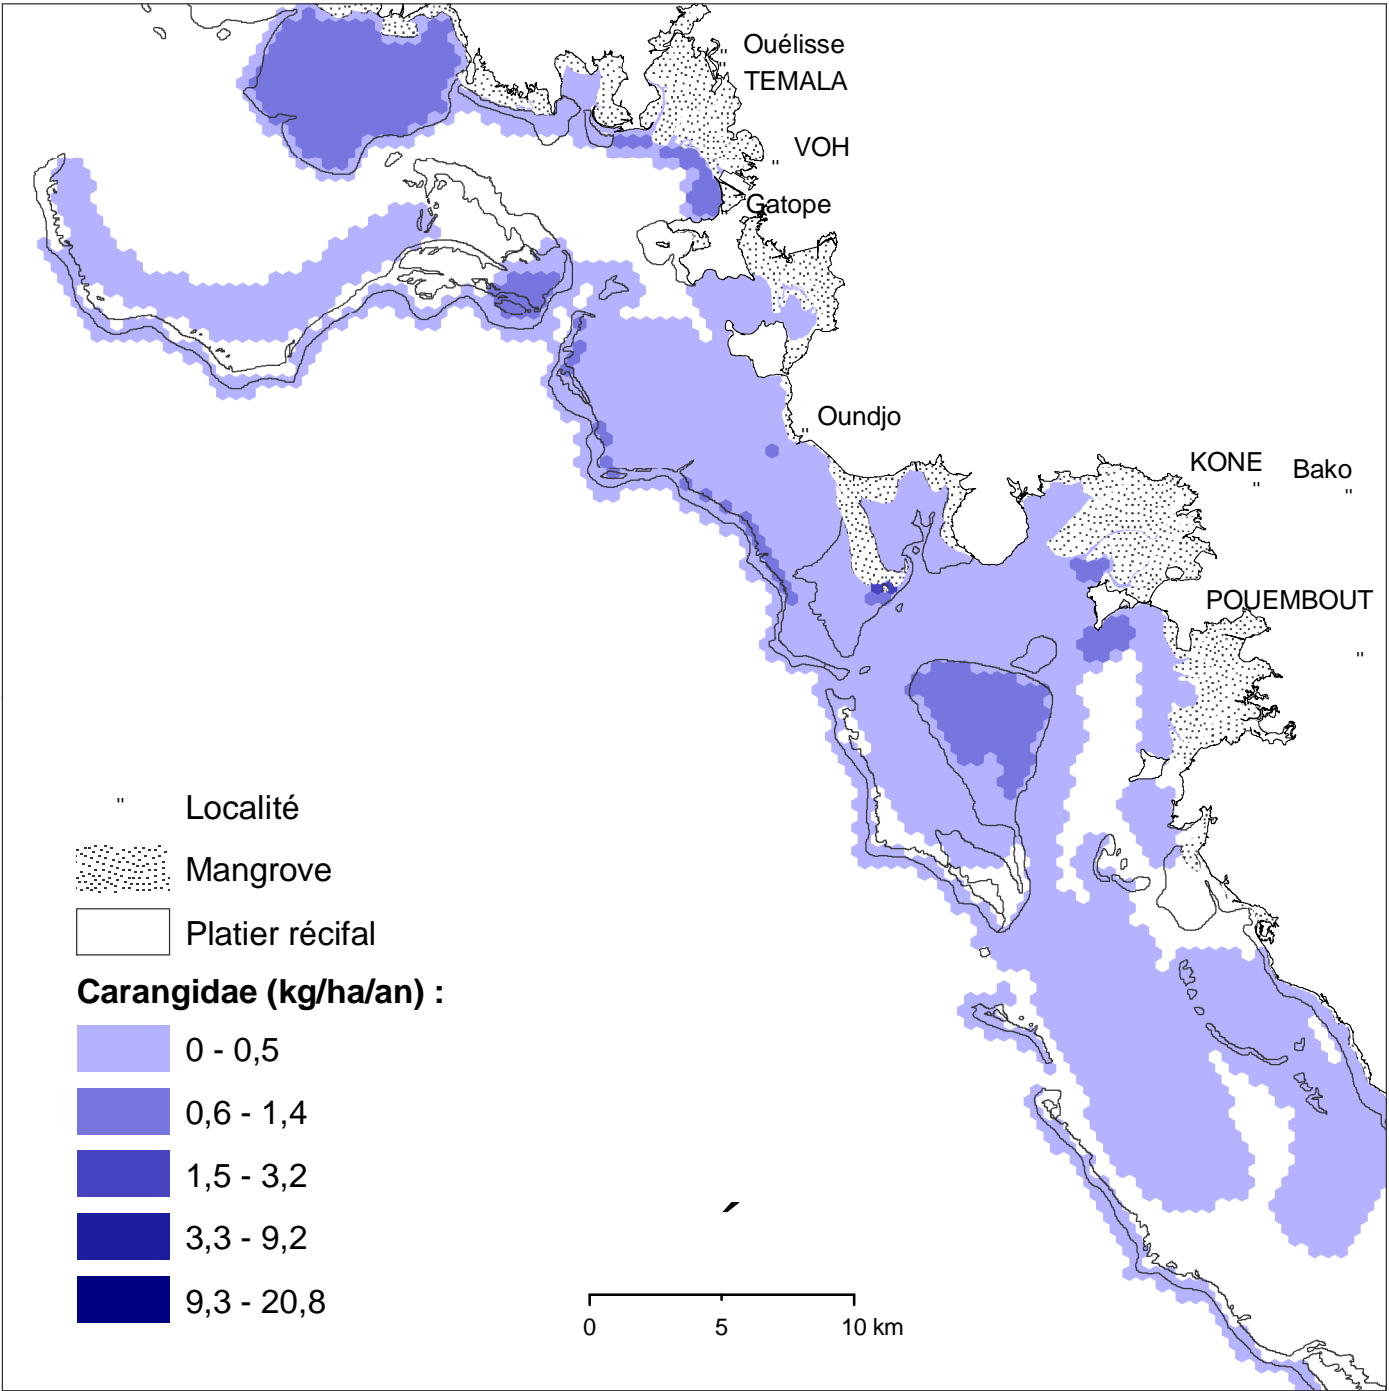 Ouélisse
TEMALA
VOH
Gatope
Oundjo
KONE
Bako
POUEMBOUT
Localité
Mangrove
Platier récifal
Carangidae (kg/ha/an) :
0 - 0,5
0,6 - 1,4
1,5 - 3,2
3,3 - 9,2
9,3 - 20,8
0 5 10 km